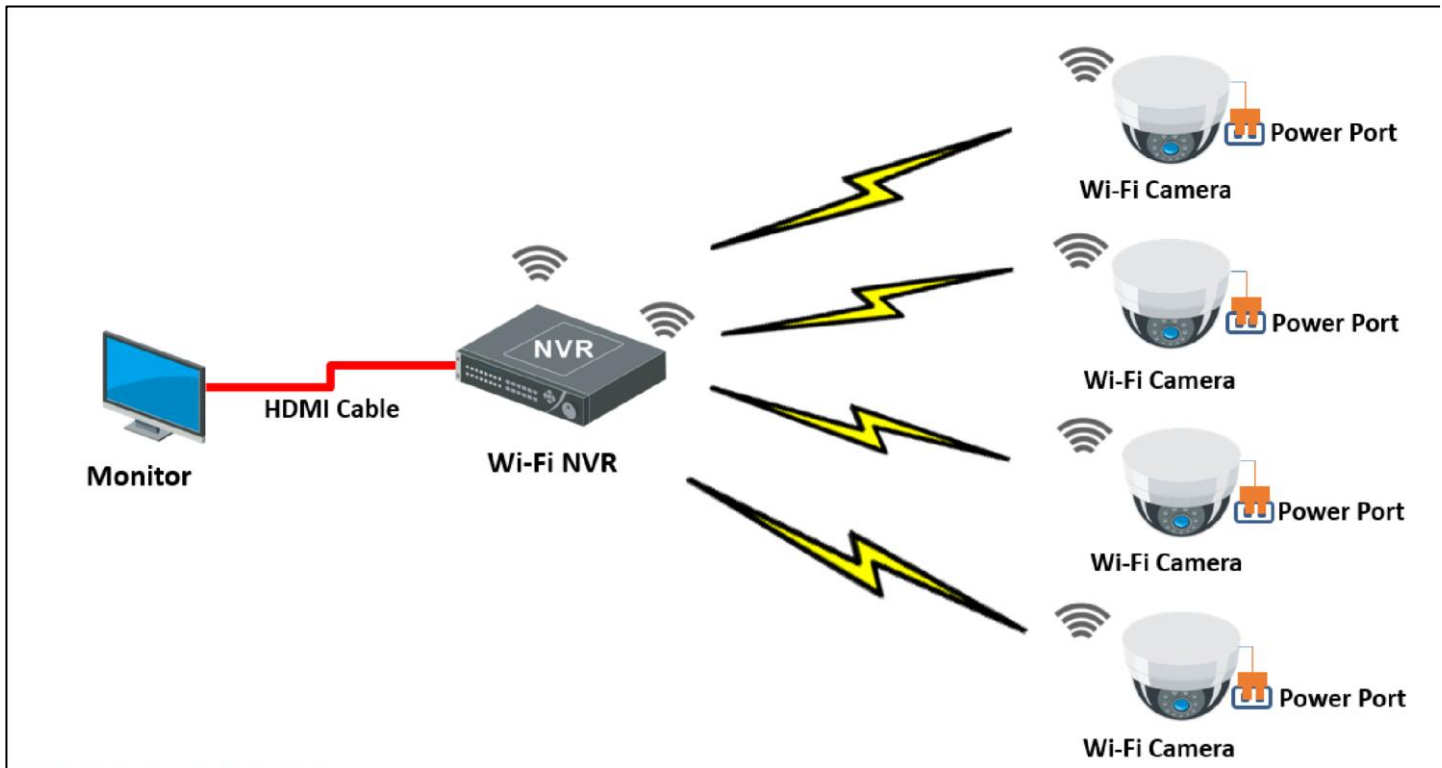 Power Port
Wi-Fi Camera
Power Port
Wi-Fi Camera
NVR
HDMI Cable
Wi-Fi NVR
Monitor
Power Port
Wi-Fi Camera
Power Port
Wi-Fi Camera